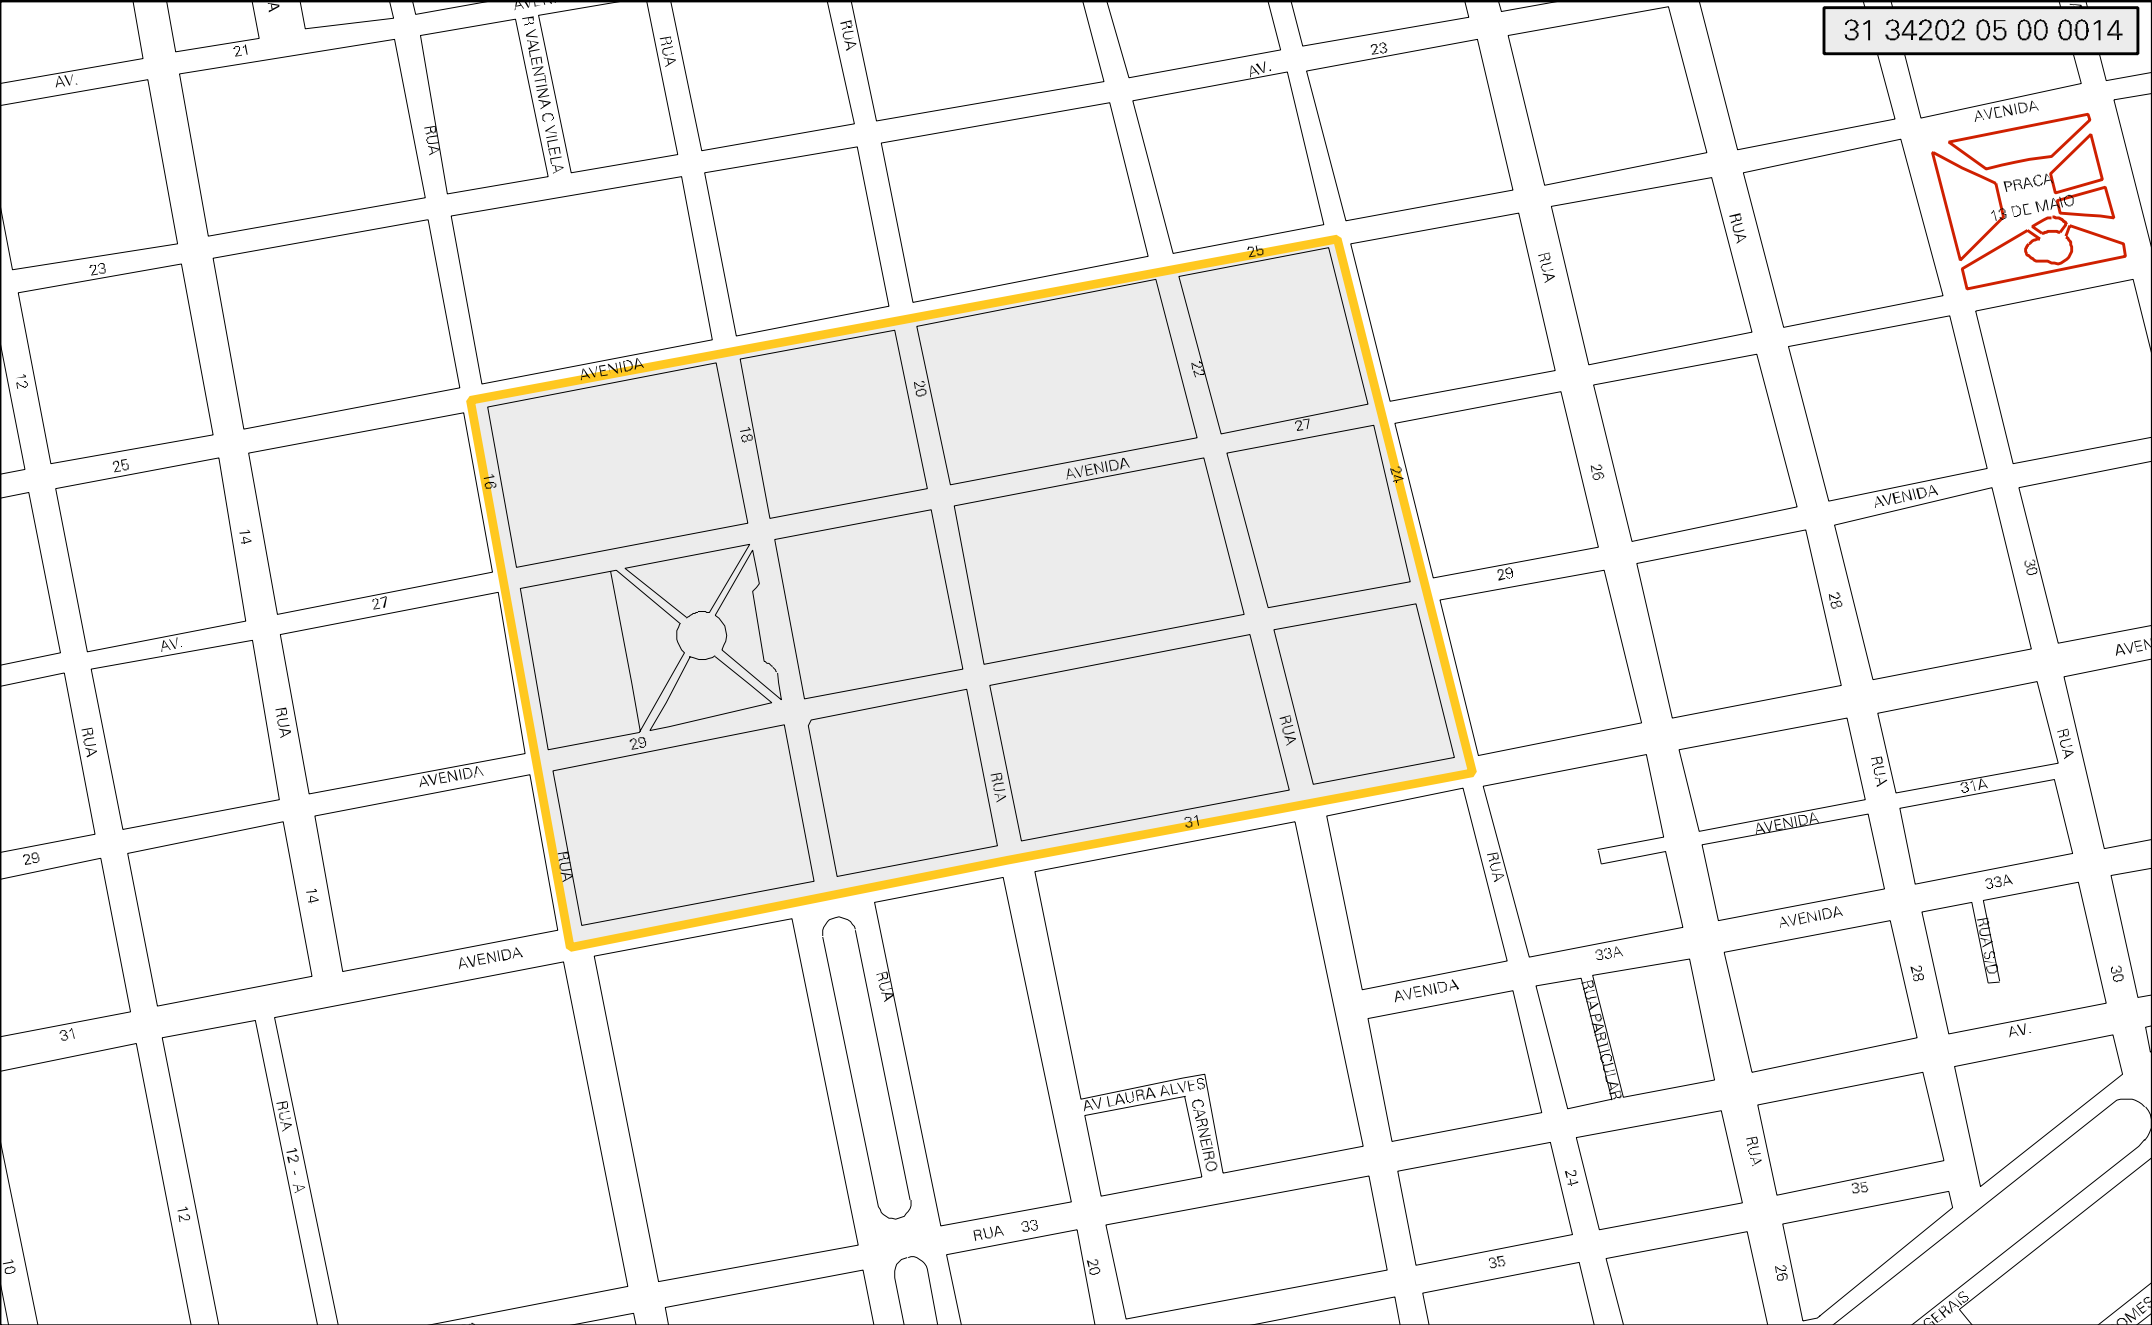 31 34202 05 00 0014
21
AV.
R VALENTINA C VILELA
RUA
RUA
RUA
23
AV.
AVENIDA
PRACA
13 DE MAIO
RUA
RUA
23
25
AVENIDA
12
18
20
22
27
AVENIDA
16
24
26
AVENIDA
25
14
29
30
27
AV.
28
RUA
RUA
29
AVENIDA
RUA
RUA
31
RUA
RUA
31A
AVENIDA
29
RUA
14
RUA
33A
AVENIDA
33A
AVENIDA
RUA S/D
28
30
AVENIDA
31
RUA
AVENIDA
RUA PARTICULAR
AV.
RUA 12 - A
AV LAURA ALVES
CARNEIRO
RUA
24
35
12
RUA 33
20
35
26
10
GERAIS